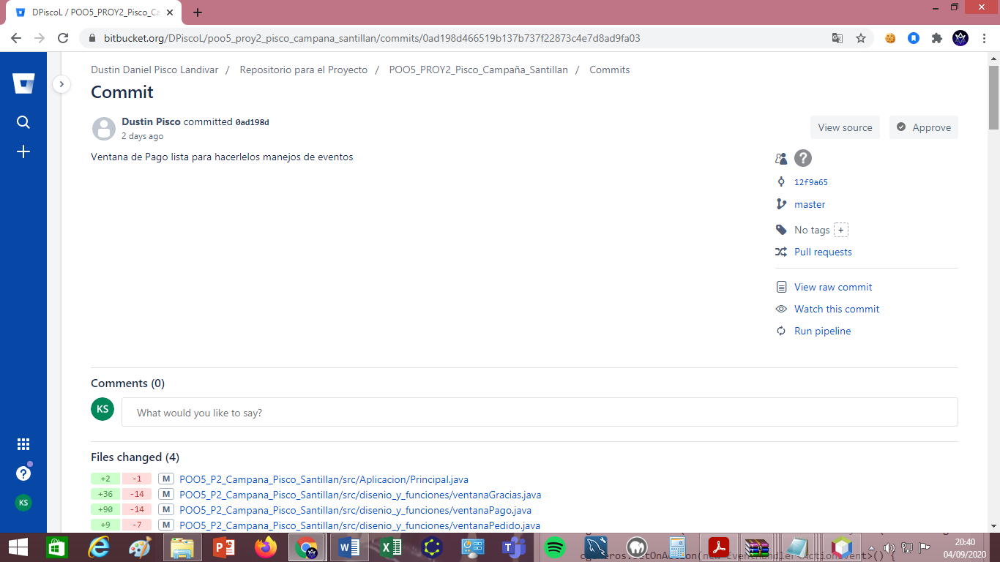 DPiscoL / POO5_PROY2_Pisco_Ca
bitbucket.org/DPiscoL/poo5_proy2_pisco_campana_santillan/commits/0ad198d466519b137b737f22873c4e7d8ad9fa03
Dustin Daniel Pisco Landivar / Repositorio para el Proyecto / POO5_PROY2_Pisco_Campaña_Santillan / Commits
Commit
Dustin Pisco committed 0ad198d
2 days ago
View source
Approve
Ventana de Pago lista para hacerlelos manejos de eventos
?
12f9a65
master
No tags +
Pull requests
View raw commit
Watch this commit
Run pipeline
Comments (0)
KS
What would you like to say?
Files changed (4)
+2 -1 M POO5_P2_Campana_Pisco_Santillan/src/Aplicacion/Principal.java
+36 -14 M POO5_P2_Campana_Pisco_Santillan/src/disenio_y_funciones/ventanaGracias.java
+90 -14 M POO5_P2_Campana_Pisco_Santillan/src/disenio_y_funciones/ventanaPago.java
+9 -7 M POO5_P2_Campana_Pisco_Santillan/src/disenio_y_funciones/ventanaPedido.java
?
KS
20:40
04/09/2020